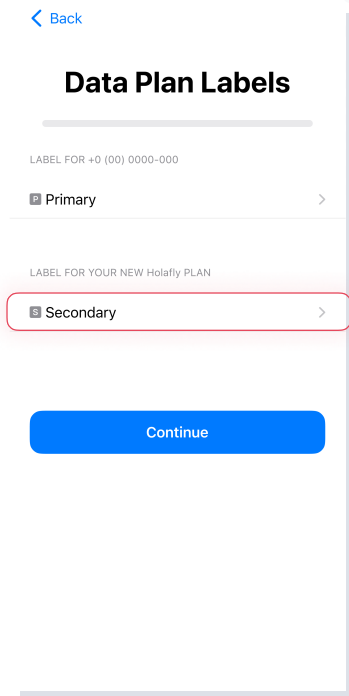 Back
Data Plan Labels
LABEL FOR +0 (00) 0000-000
P Primary
LABEL FOR YOUR NEW Holafly PLAN
S Secondary
Continue